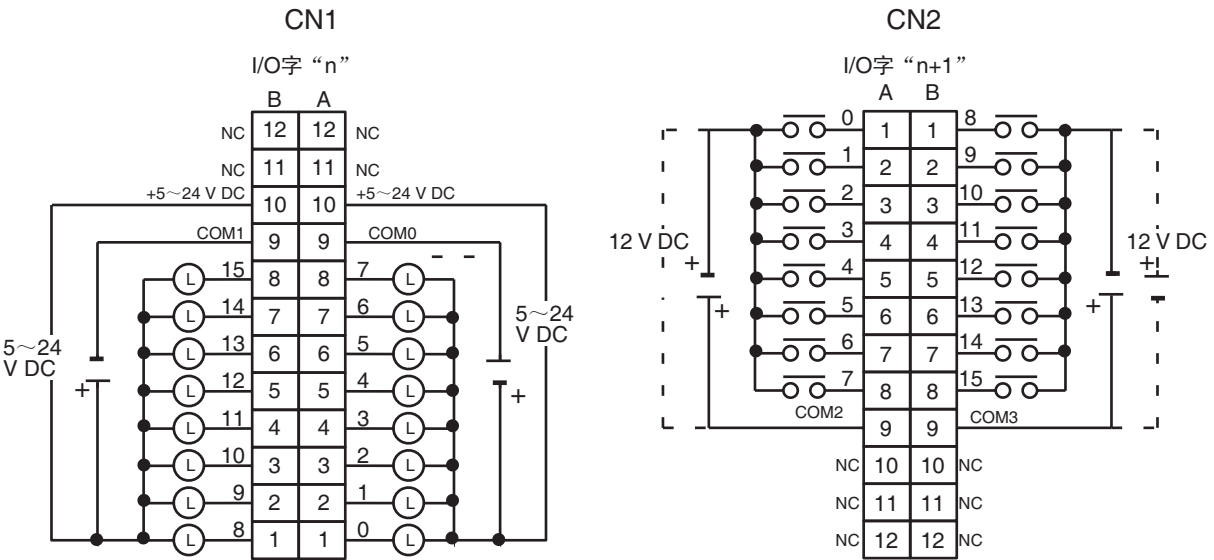 CN1
I/O字“n”
B A
NC 12 12 NC
NC 11 11 NC
+5～24 V DC 10 10 +5～24 V DC
COM1 9 9 COM0
L 15 8 8 7 L
L 14 7 7 6 L
L 13 6 6 5 L
L 12 5 5 4 L
L 11 4 4 3 L
L 10 3 3 2 L
L 9 2 2 1 L
L 8 1 1 0 L
5～24
V DC
+
5～24
V DC
+
CN2
I/O字“n+1”
A B
0 1 1 8
1 2 2 9
2 3 3 10
3 4 4 11
4 5 5 12
5 6 6 13
6 7 7 14
7 8 8 15
COM2 9 9 COM3
NC 10 10 NC
NC 11 11 NC
NC 12 12 NC
12 V DC
+
+
12 V DC
+
+